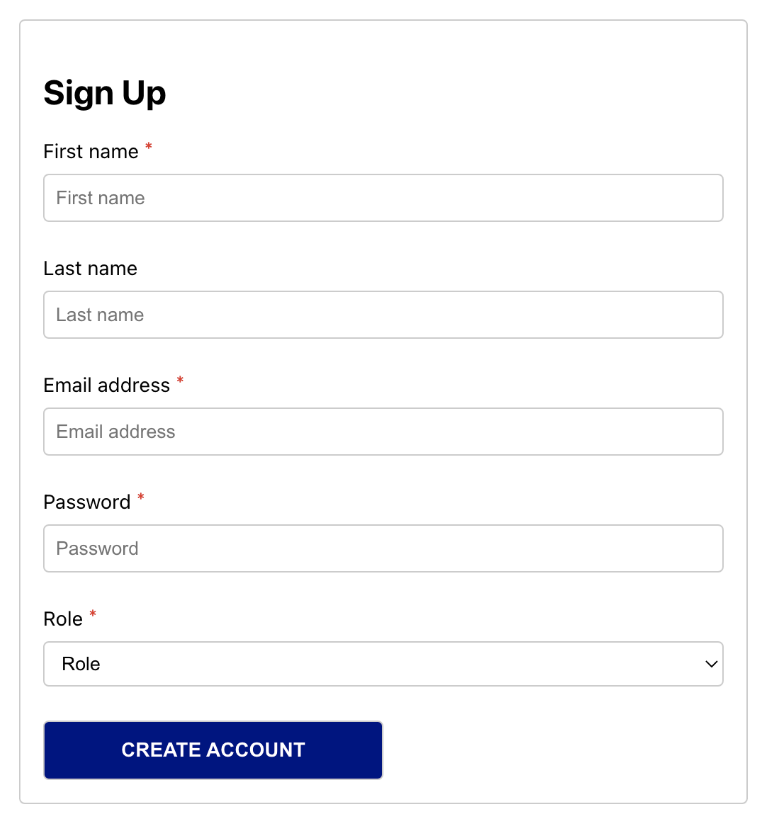 Sign Up
First name *
First name
Last name
Last name
Email address *
Email address
Password *
Password
Role *
Role
CREATE ACCOUNT